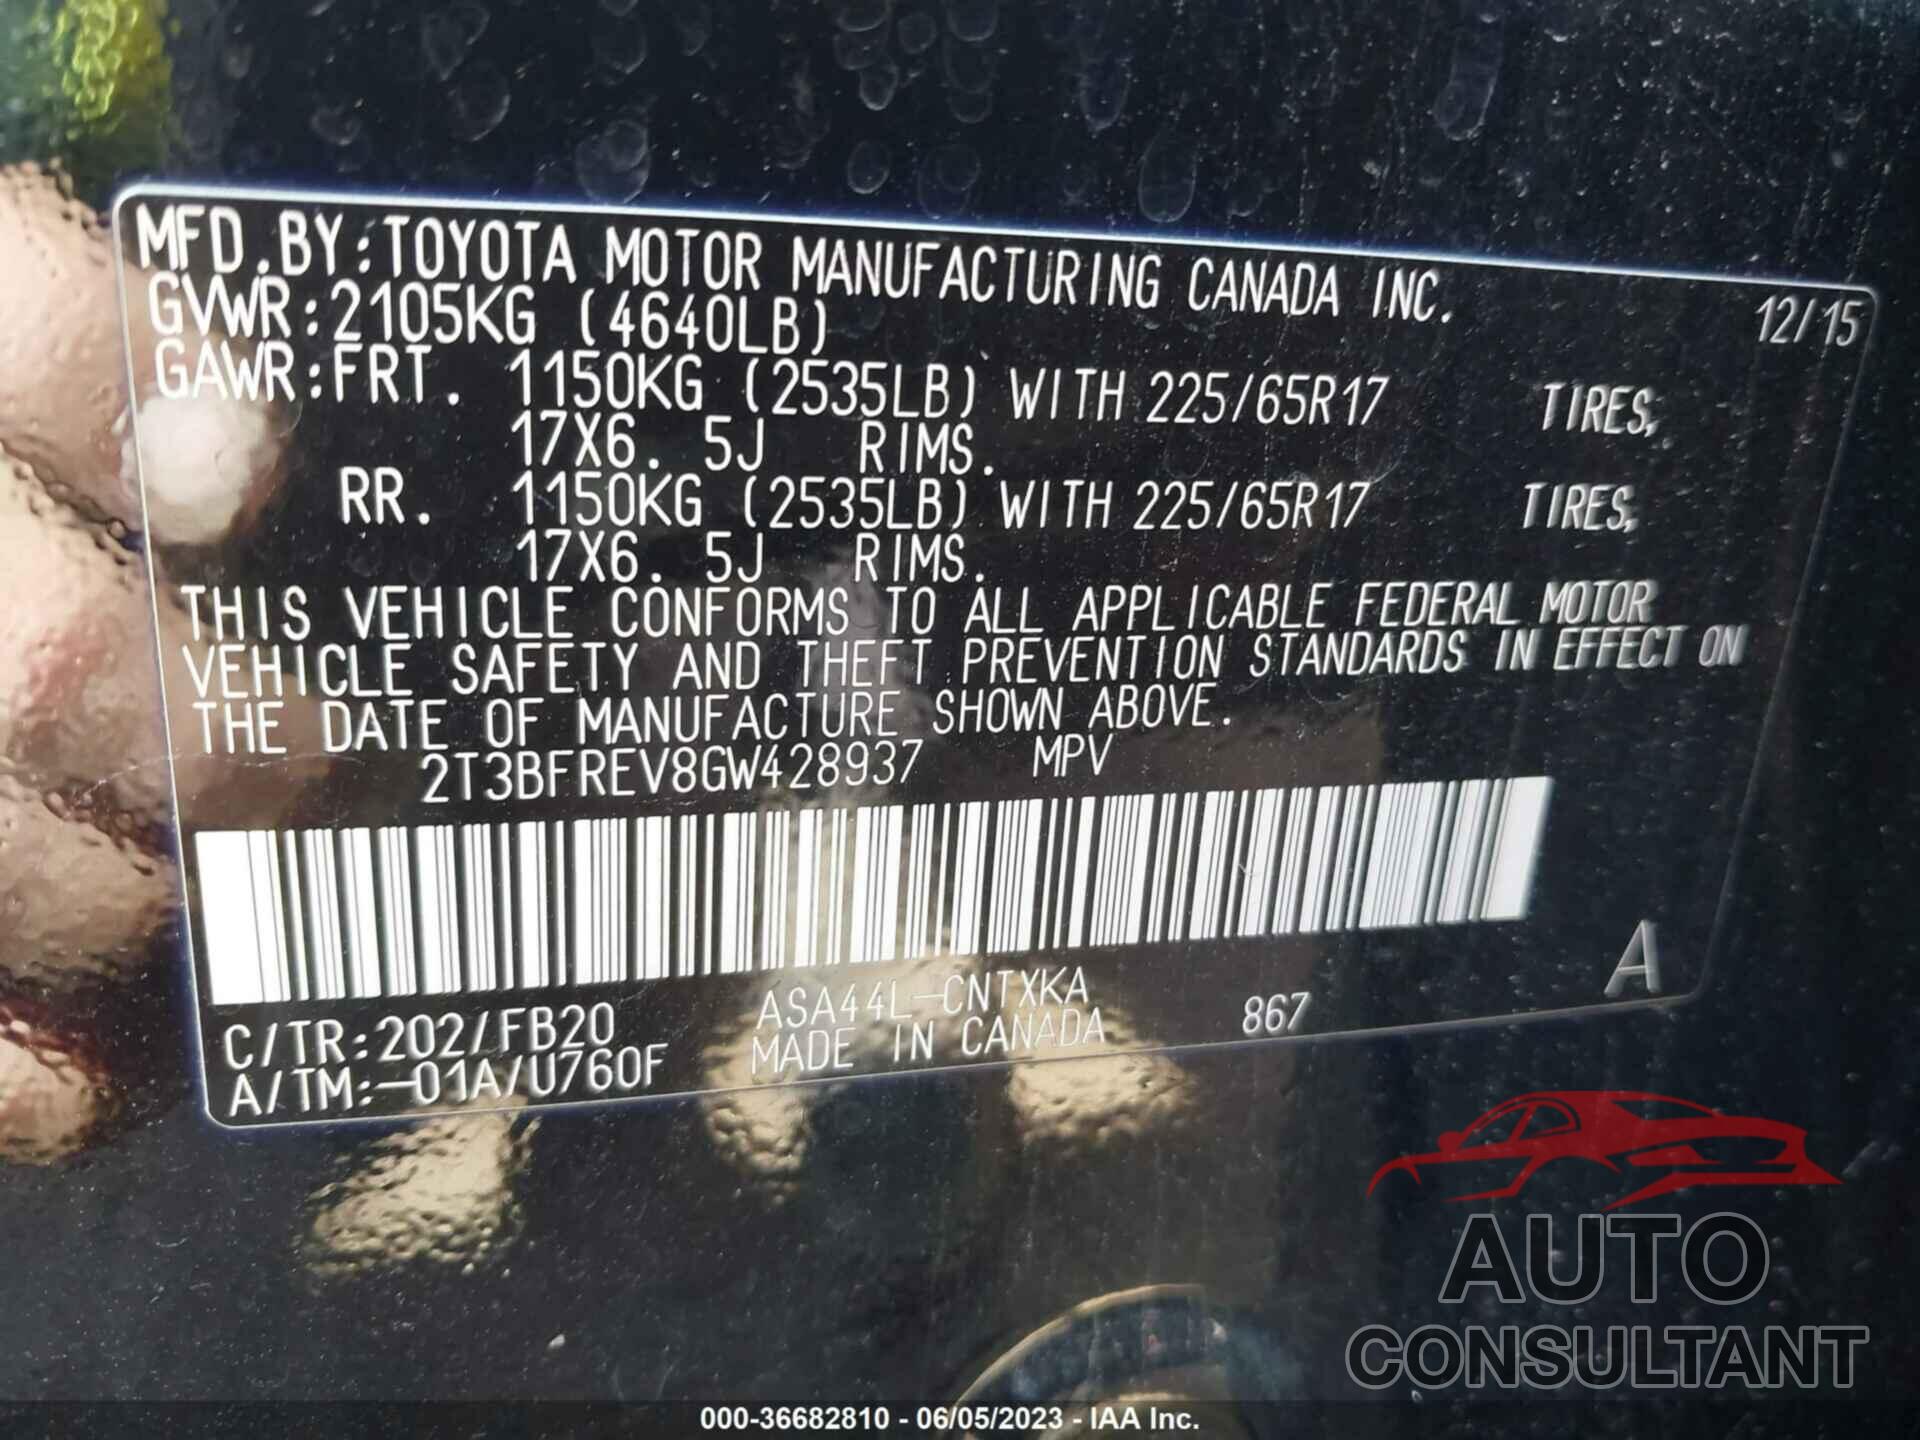 MFD.BY:TOYOTA MOTOR MANUFACTURING CANADA INC.
12/15
GVWR:2105KG (4640LB)
GAWR:FRT. 1150KG (2535LB) WITH 225/65R17 TIRES,
17X6. 5J RIMS.
RR. 1150KG (2535LB) WITH 225/65R17 TIRES,
17X6. 5J RIMS.
THIS VEHICLE CONFORMS TO ALL APPLICABLE FEDERAL MOTOR
VEHICLE SAFETY AND THEFT PREVENTION STANDARDS IN EFFECT ON
THE DATE OF MANUFACTURE SHOWN ABOVE.
2T3BFREV8GW428937 MPV
A
C/TR:202/FB20 ASA44L-CNTXKA 867
A/TM:-01A/U760F MADE IN CANADA
AUTO
CONSULTANT
000-36682810 - 06/05/2023 - IAA Inc.